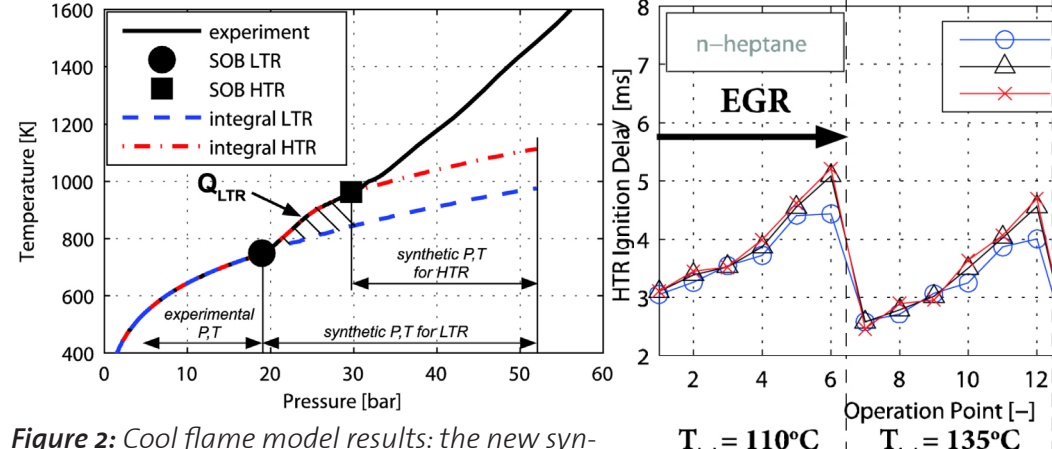 1600
1400
1200
1000
800
600
400
Temperature [K]
experiment
SOB LTR
SOB HTR
integral LTR
integral HTR
QLTR
synthetic P,T
for HTR
experimental
P,T
synthetic P,T for LTR
0 10 20 30 40 50 60
Pressure [bar]
Figure 2: Cool flame model results: the new syn-
8
7
6
5
4
3
2
HTR Ignition Delay [ms]
n-heptane
EGR
2 4 6 8 10 12
Operation Point [-]
= 110°C = 135°C